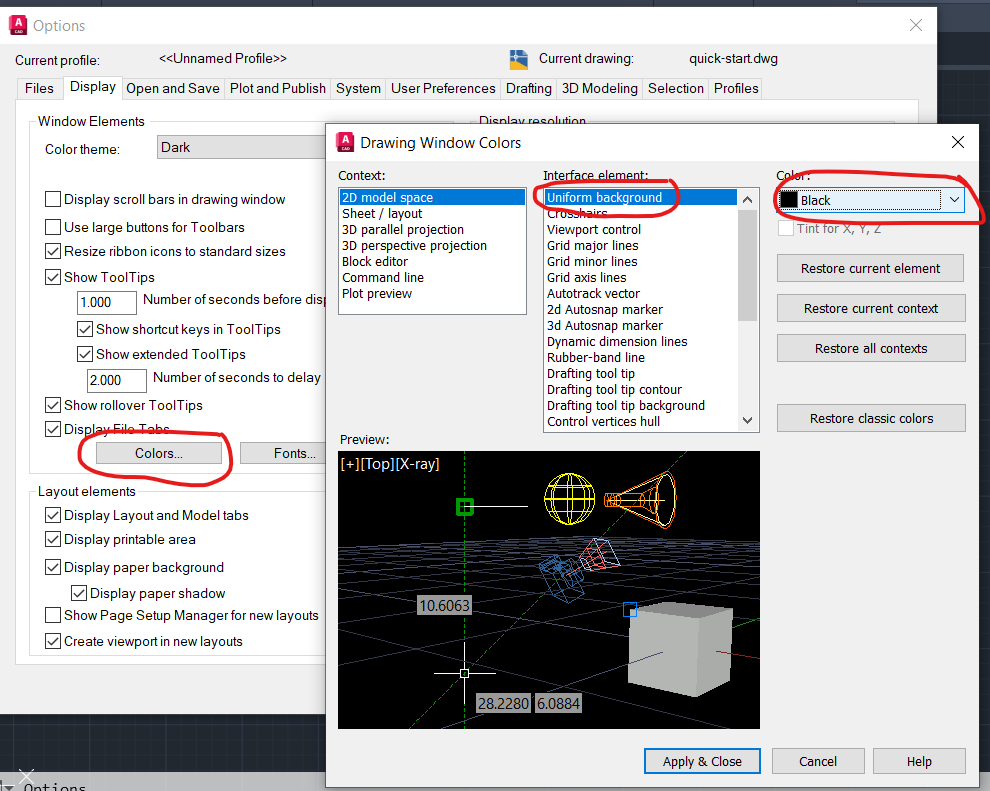 Options
Current profile:
<<Unnamed Profile>>
Current drawing:
quick-start.dwg
Files
Display
Open and Save
Plot and Publish
System
User Preferences
Drafting
3D Modeling
Selection
Profiles
Window Elements
Display resolution
Color theme:
Dark
Display scroll bars in drawing window
Use large buttons for Toolbars
Resize ribbon icons to standard sizes
Show ToolTips
1.000
Number of seconds before disp
Show shortcut keys in ToolTips
Show extended ToolTips
2.000
Number of seconds to delay
Show rollover ToolTips
Display File Tabs
Colors...
Fonts...
Layout elements
Display Layout and Model tabs
Display printable area
Display paper background
Display paper shadow
Show Page Setup Manager for new layouts
Create viewport in new layouts
Options
A
CAD
Drawing Window Colors
Context:
2D model space
Sheet / layout
3D parallel projection
3D perspective projection
Block editor
Command line
Plot preview
Interface element:
Uniform background
Crosshairs
Viewport control
Grid major lines
Grid minor lines
Grid axis lines
Autotrack vector
2d Autosnap marker
3d Autosnap marker
Dynamic dimension lines
Rubber-band line
Drafting tool tip
Drafting tool tip contour
Drafting tool tip background
Control vertices hull
Color:
Black
Tint for X, Y, Z
Restore current element
Restore current context
Restore all contexts
Restore classic colors
Preview:
[+][Top][X-ray]
10.6063
28.2280
6.0884
Apply & Close
Cancel
Help